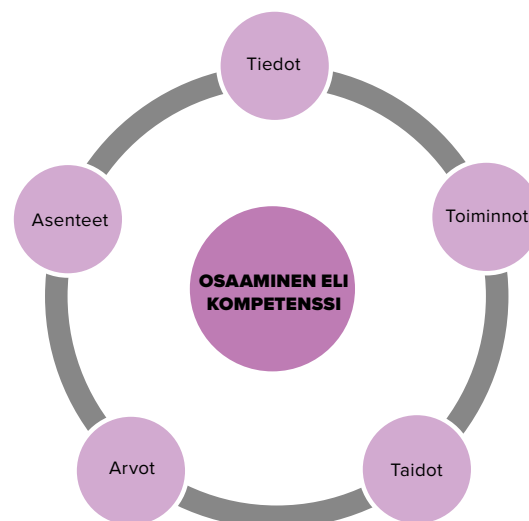 Tiedot
Asenteet
Toiminnot
OSAAMINEN ELI
KOMPETENSSI
Arvot
Taidot